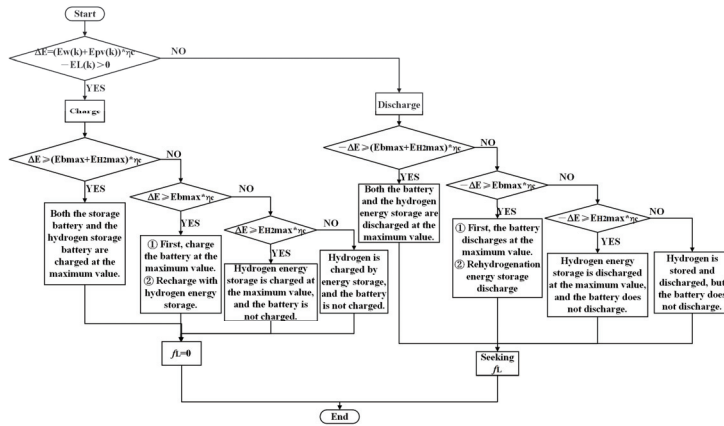 Start
ΔE=(Ew(k)+Epv(k))*ηc
－EL(k)＞0
NO
YES
Charge
Discharge
ΔE⩾(Ebmax+EH2max)*ηc
NO
YES
－ΔE⩾(Ebmax+EH2max)*ηc
NO
YES
Both the storage
battery and the
hydrogen storage
battery are
charged at the
maximum value.
ΔE⩾Ebmax*ηc
NO
YES
① First, charge
the battery at the
maximum value.
② Recharge with
hydrogen energy
storage.
ΔE⩾EH2max*ηc
NO
YES
Hydrogen energy
storage is charged at
the maximum value,
and the battery is
not charged.
Hydrogen is
charged by
energy storage,
and the battery
is not charged.
Both the battery
and the hydrogen
energy storage are
discharged at the
maximum value.
－ΔE⩾Ebmax*ηc
NO
YES
① First, the battery
discharges at the
maximum value.
② Rehydrogenation
energy storage
discharge
－ΔE⩾EH2max*ηc
NO
YES
Hydrogen energy
storage is discharged
at the maximum value,
and the battery does
not discharge.
Hydrogen is
stored and
discharged, but
the battery does
not discharge.
fL=0
Seeking
fL
End